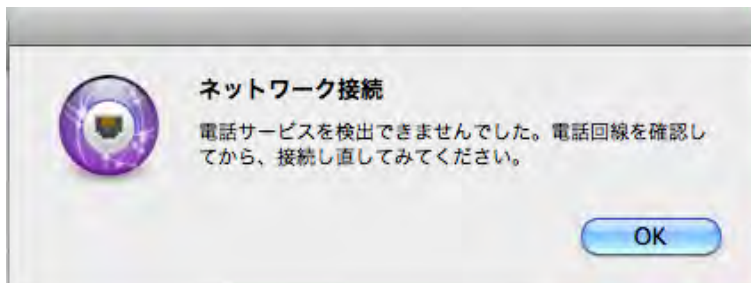 ネットワーク接続
電話サービスを検出できませんでした。電話回線を確認し
てから、接続し直してみてください。
OK